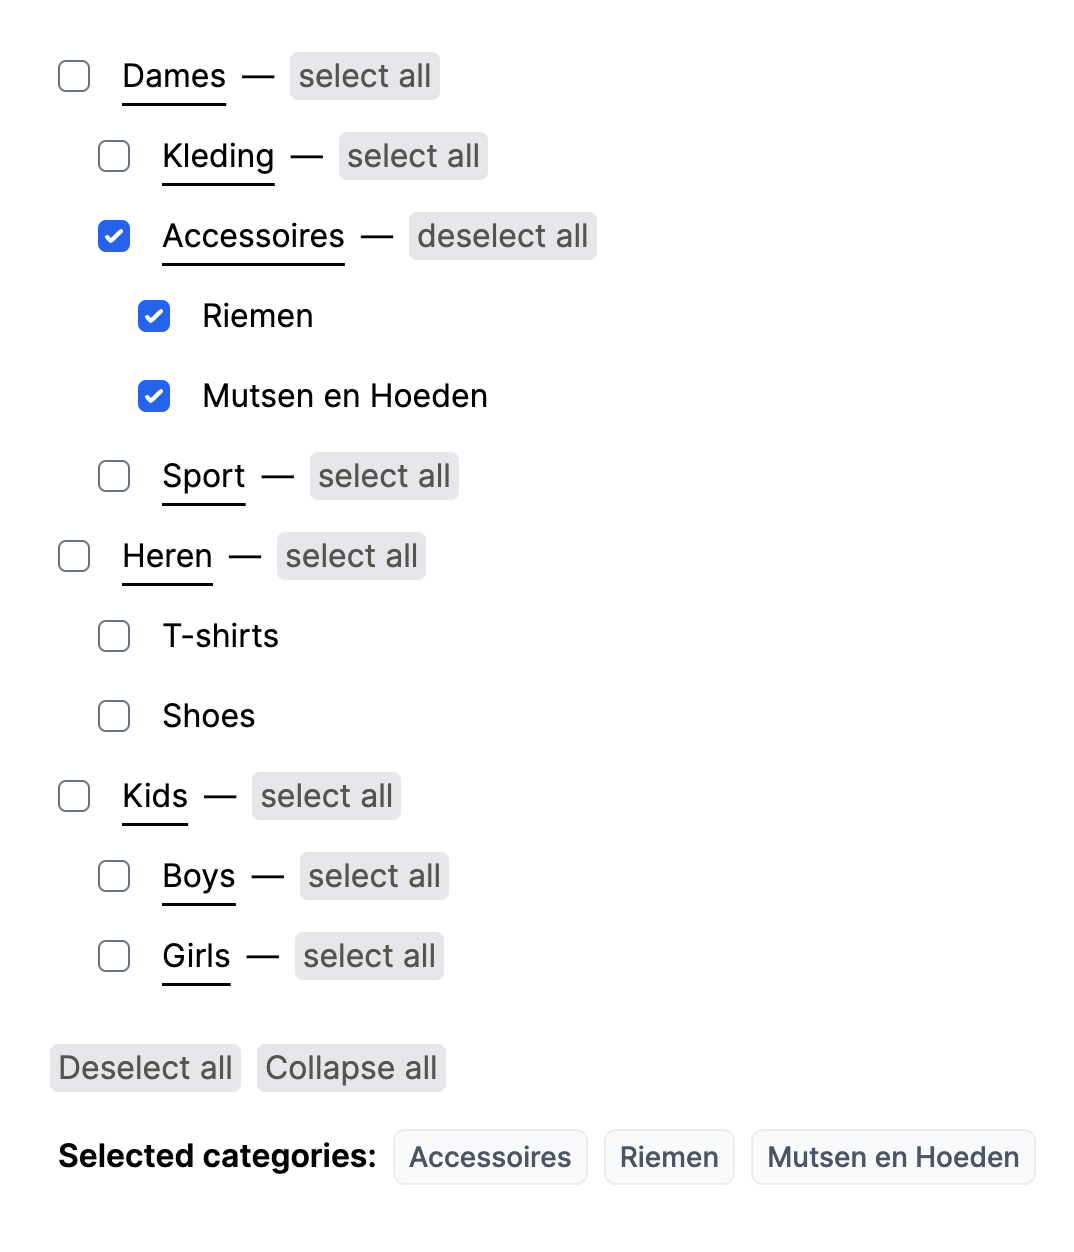 Dames — select all
Kleding — select all
Accessoires — deselect all
Riemen
Mutsen en Hoeden
Sport — select all
Heren — select all
T-shirts
Shoes
Kids — select all
Boys — select all
Girls — select all
Deselect all Collapse all
Selected categories: Accessoires Riemen Mutsen en Hoeden